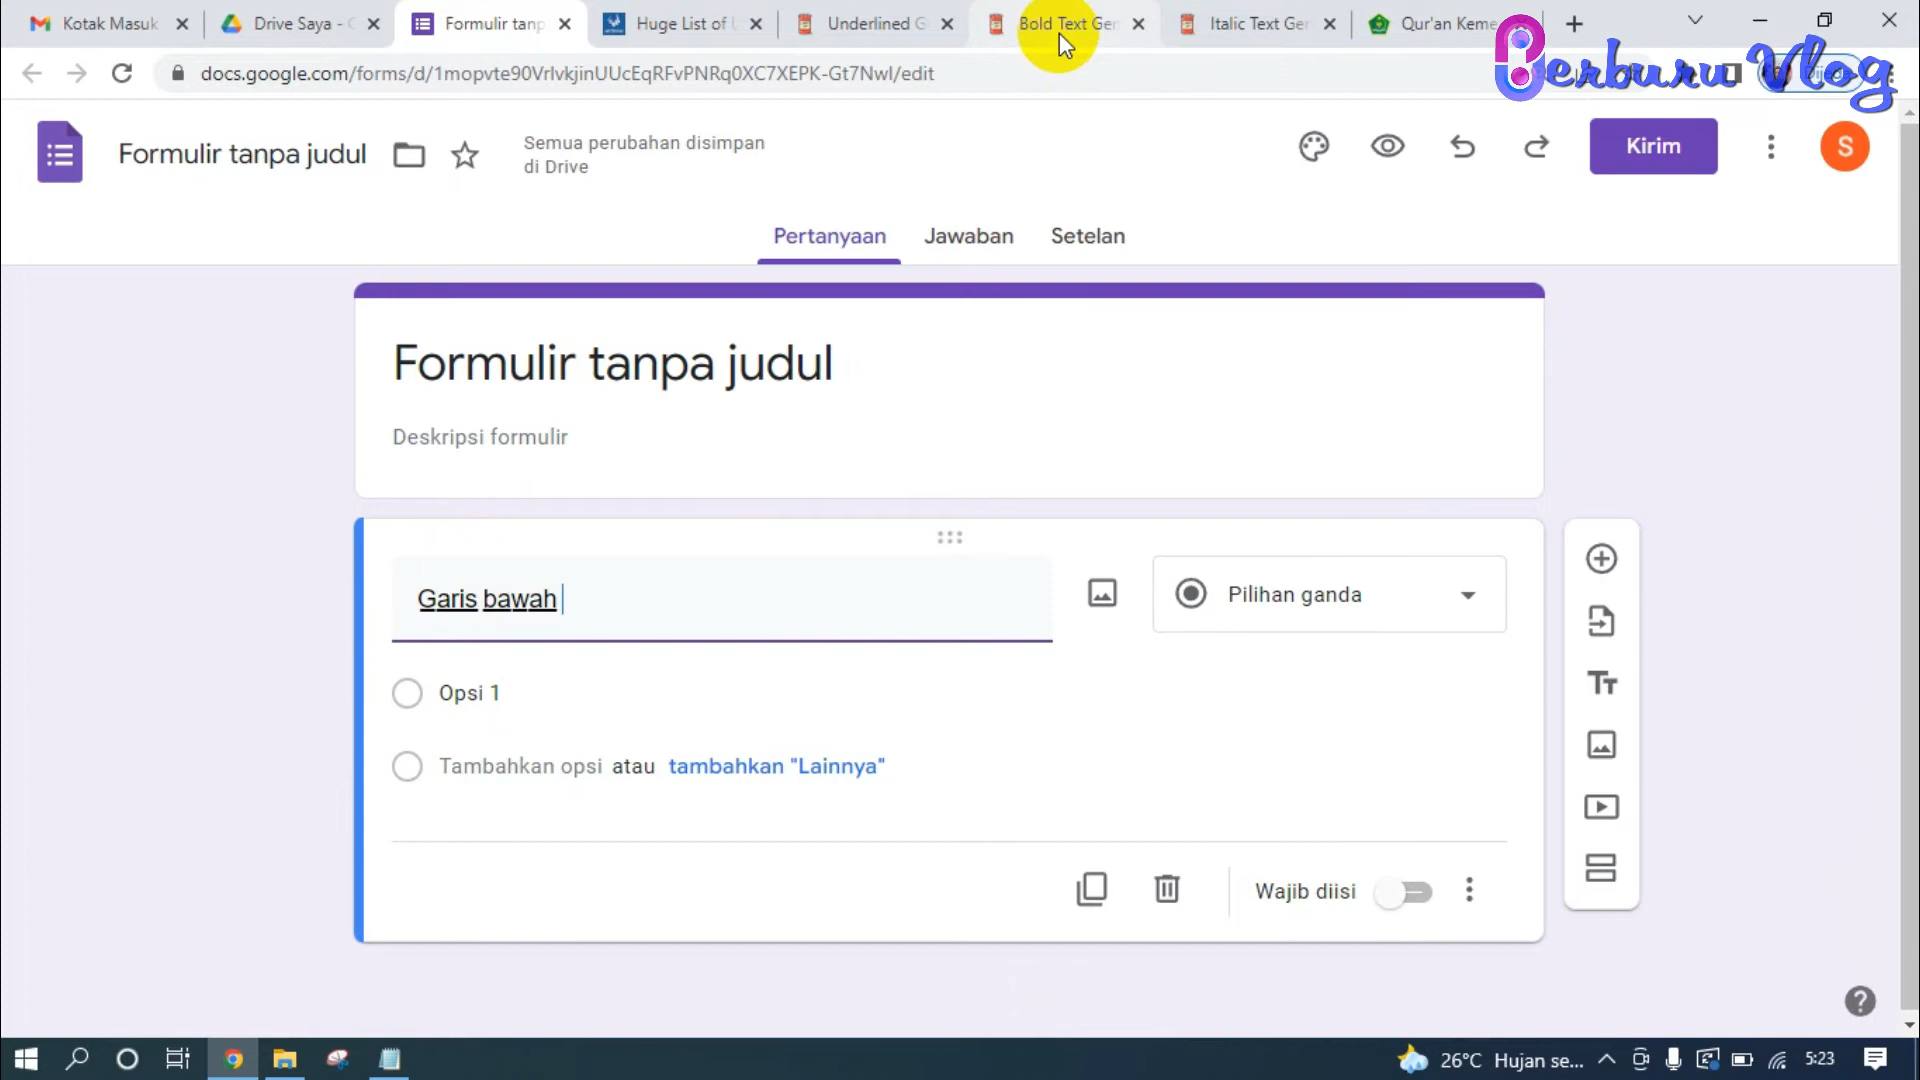 Kotak Masuk
Drive Saya - G
Formulir tanp
Huge List of U
Underlined G
Bold Text Gen
Italic Text Gen
Qur'an Keme
docs.google.com/forms/d/1mopvte90VrlvkjinUUcEqRFvPNRq0XC7XEPK-Gt7NwI/edit
Berburu Vlog
Formulir tanpa judul
Semua perubahan disimpan
di Drive
Kirim
S
Pertanyaan
Jawaban
Setelan
Formulir tanpa judul
Deskripsi formulir
Garis bawah
Pilihan ganda
Opsi 1
Tambahkan opsi atau tambahkan "Lainnya"
Wajib diisi
26°C Hujan se...
5:23